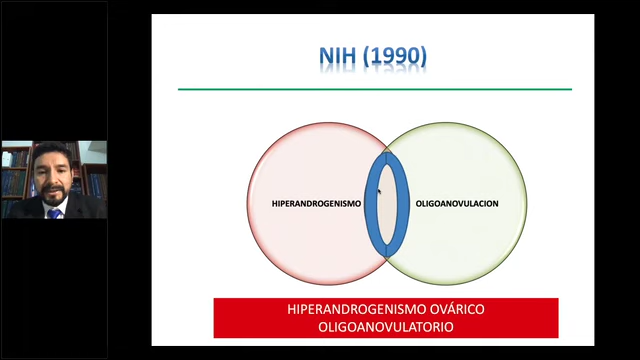 NIH (1990)
HIPERANDROGENISMO
OLIGOANOVULACION
HIPERANDROGENISMO OVÁRICO
OLIGOANOVULATORIO